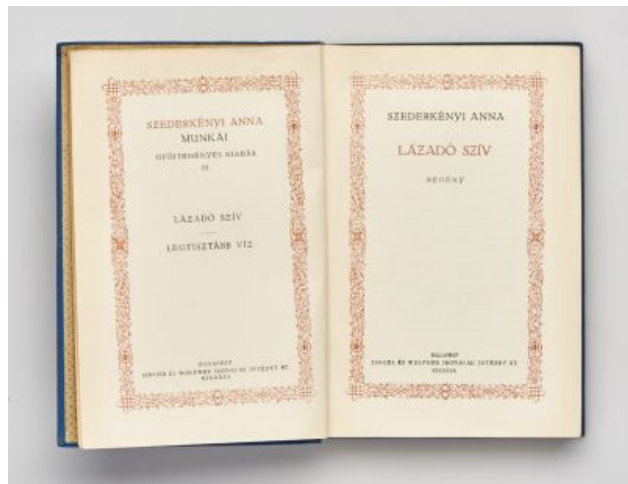 SZEDERKÉNYI ANNA
MUNKÁI
GYŰJTEMÉNYES KIADÁS
III.
LÁZADÓ SZÍV
LEGTISZTÁBB VÍZ
BUDAPEST
SINGER ÉS WOLFNER IRODALMI INTÉZET RT.
KIADÁSA
SZEDERKÉNYI ANNA
LÁZADÓ SZÍV
REGÉNY
BUDAPEST
SINGER ÉS WOLFNER IRODALMI INTÉZET RT.
KIADÁSA